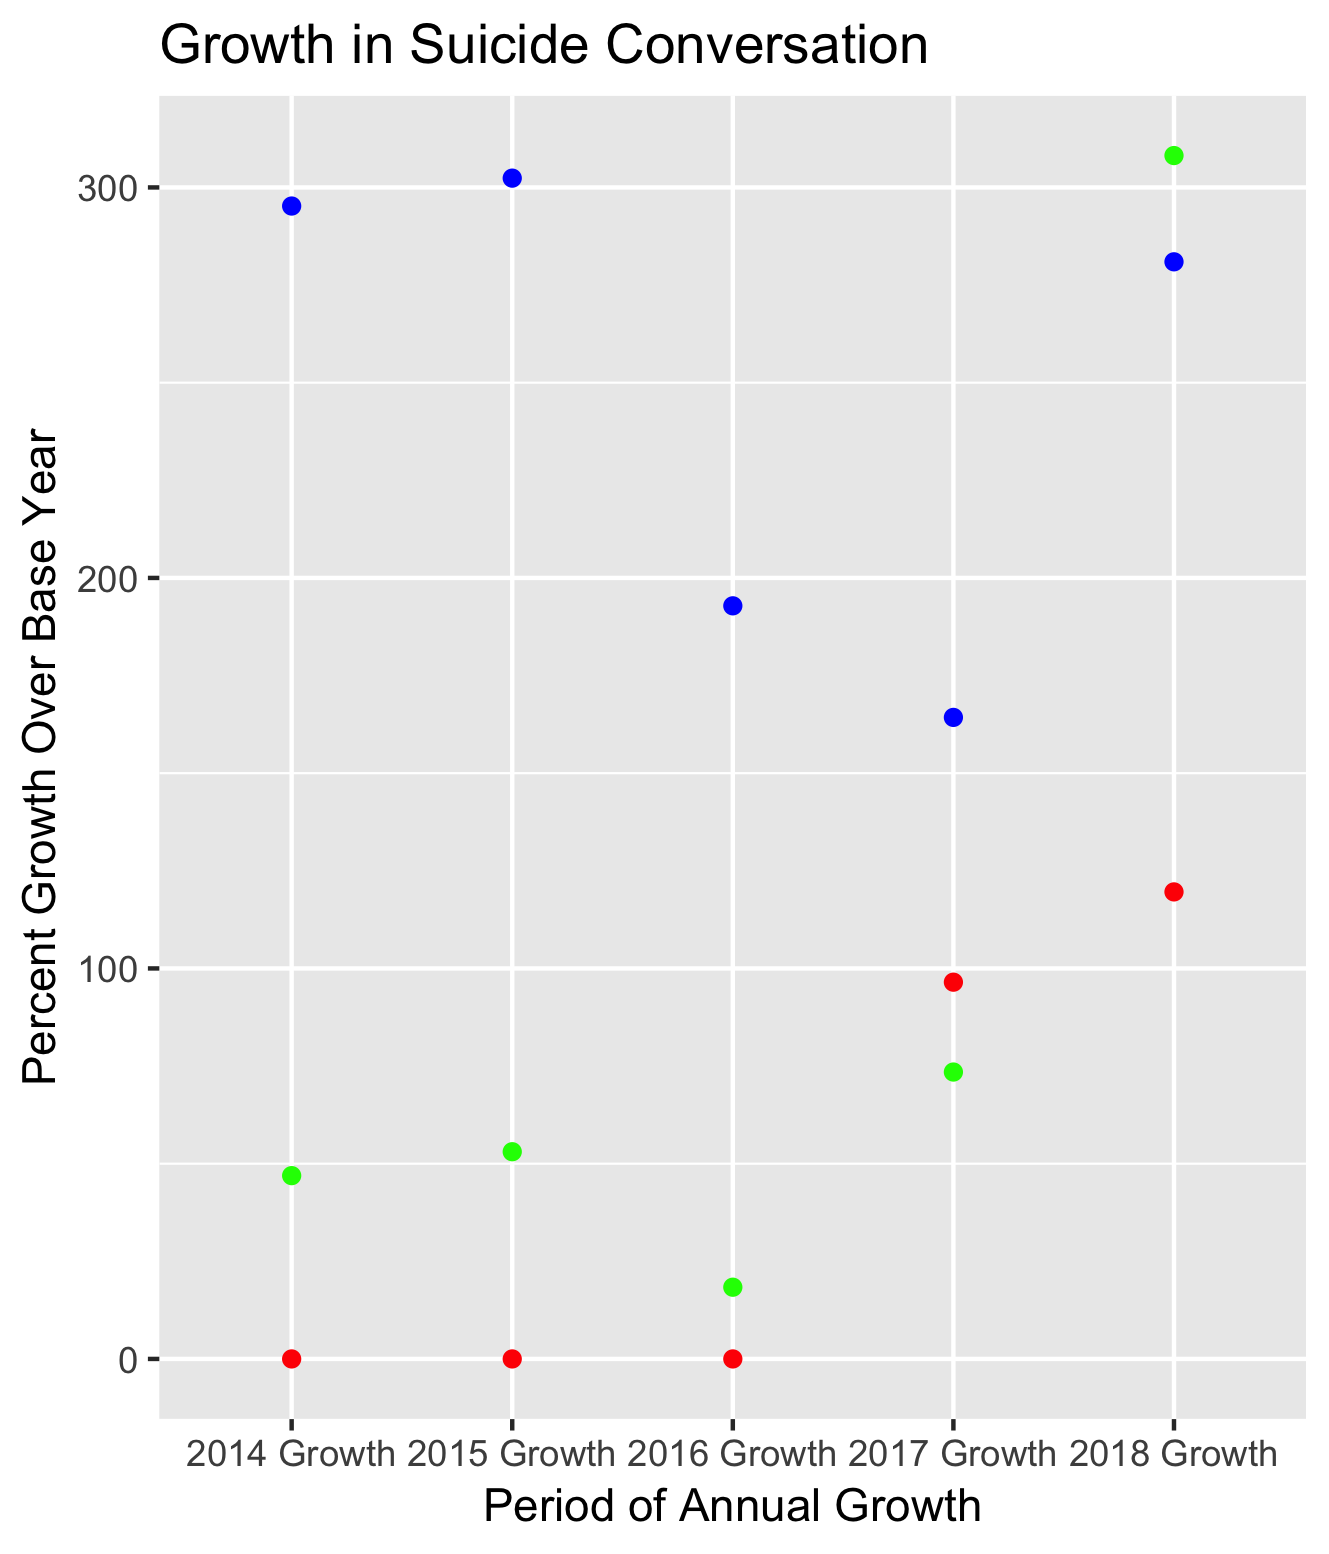 Growth in Suicide Conversation
Percent Growth Over Base Year
300
200
100
0
2014 Growth 2015 Growth 2016 Growth 2017 Growth 2018 Growth
Period of Annual Growth